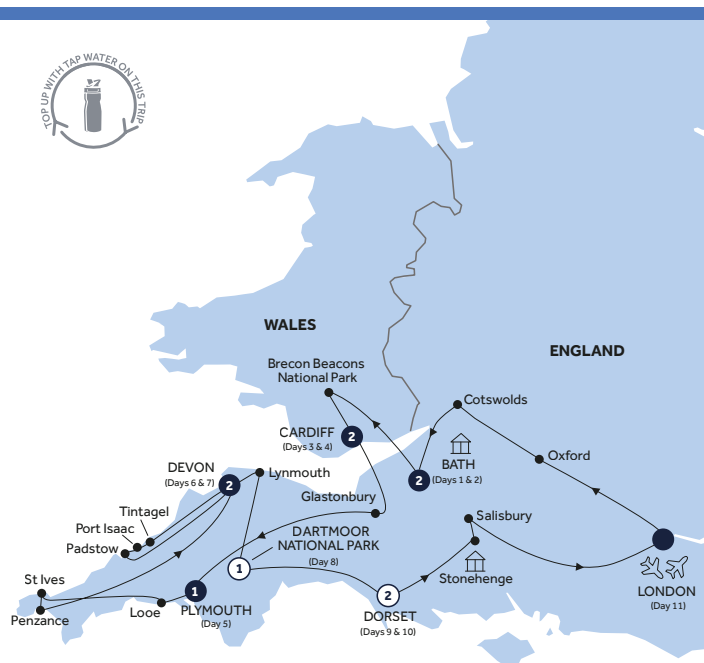 TOP UP WITH TAP WATER ON THIS TRIP
WALES
ENGLAND
Brecon Beacons
National Park
Cotswolds
CARDIFF
(Days 3 & 4)
2
BATH
(Days 1 & 2)
2
Oxford
DEVON
(Days 6 & 7)
2
Lynmouth
Glastonbury
Tintagel
Port Isaac
Padstow
Salisbury
DARTMOOR
NATIONAL PARK
(Day 8)
1
Stonehenge
St Ives
LONDON
(Day 11)
1
PLYMOUTH
(Day 5)
2
DORSET
(Days 9 & 10)
Looe
Penzance